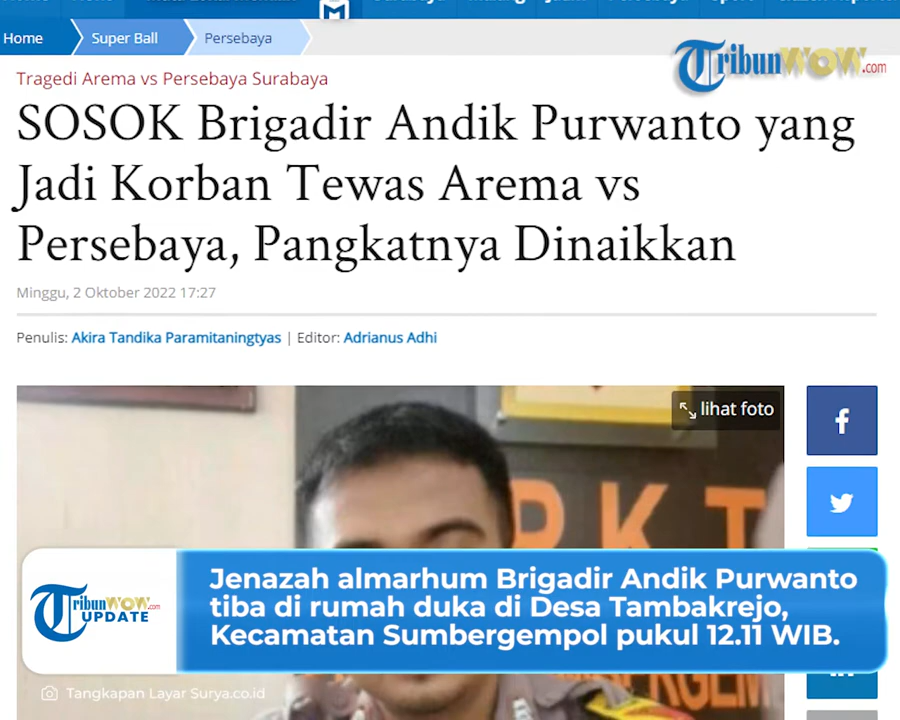 Home
Super Ball
Persebaya
TribunWOW.com
Tragedi Arema vs Persebaya Surabaya
SOSOK Brigadir Andik Purwanto yang
Jadi Korban Tewas Arema vs
Persebaya, Pangkatnya Dinaikkan
Minggu, 2 Oktober 2022 17:27
Penulis: Akira Tandika Paramitaningtyas | Editor: Adrianus Adhi
lihat foto
TribunWOW.com
UPDATE
Jenazah almarhum Brigadir Andik Purwanto
tiba di rumah duka di Desa Tambakrejo,
Kecamatan Sumbergempol pukul 12.11 WIB.
Tangkapan Layar Surya.co.id